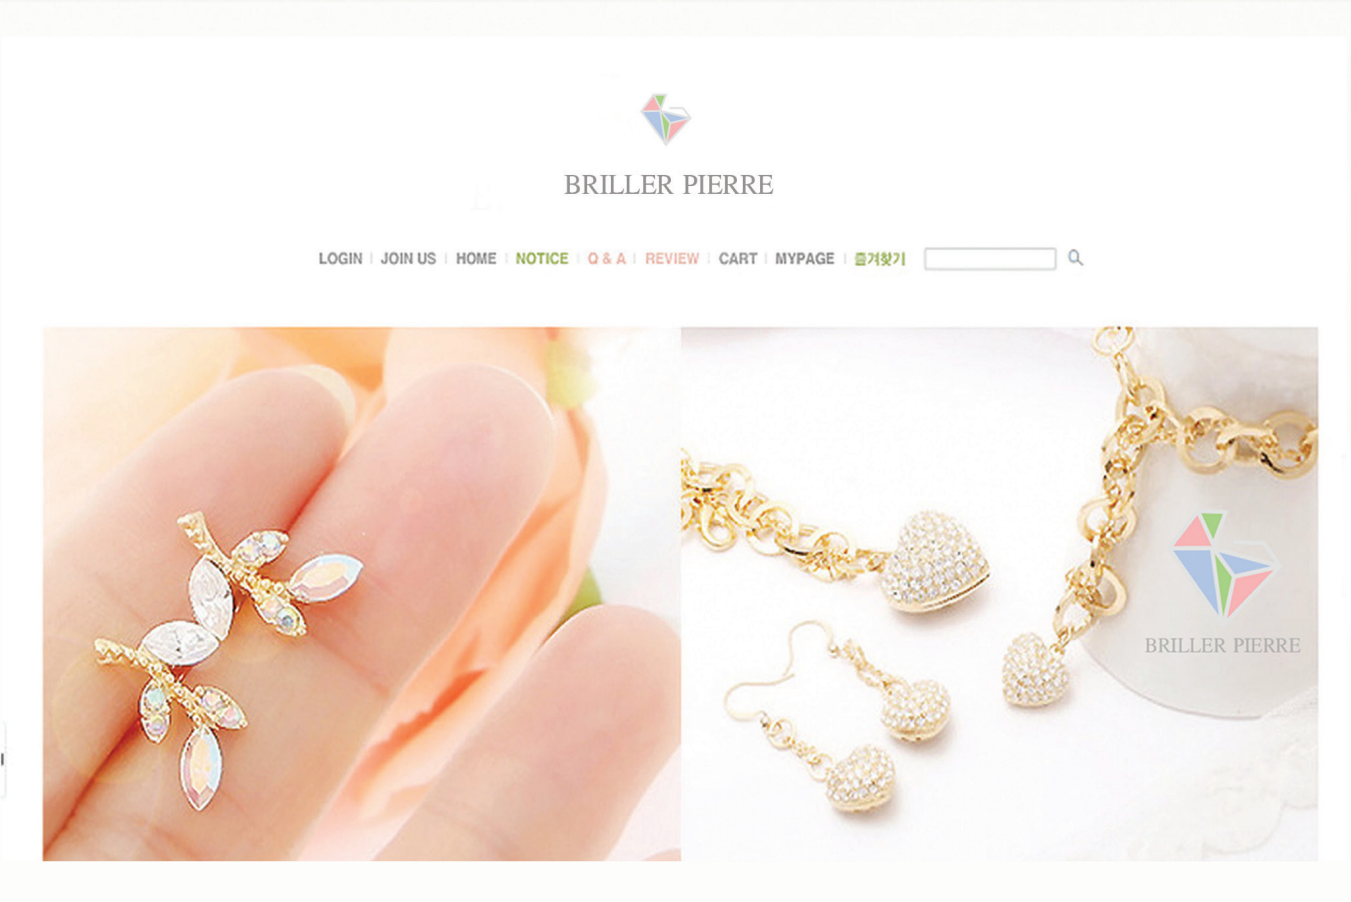 BRILLER PIERRE
LOGIN | JOIN US | HOME | NOTICE | Q & A | REVIEW | CART | MYPAGE | 즐겨찾기
BRILLER PIERRE